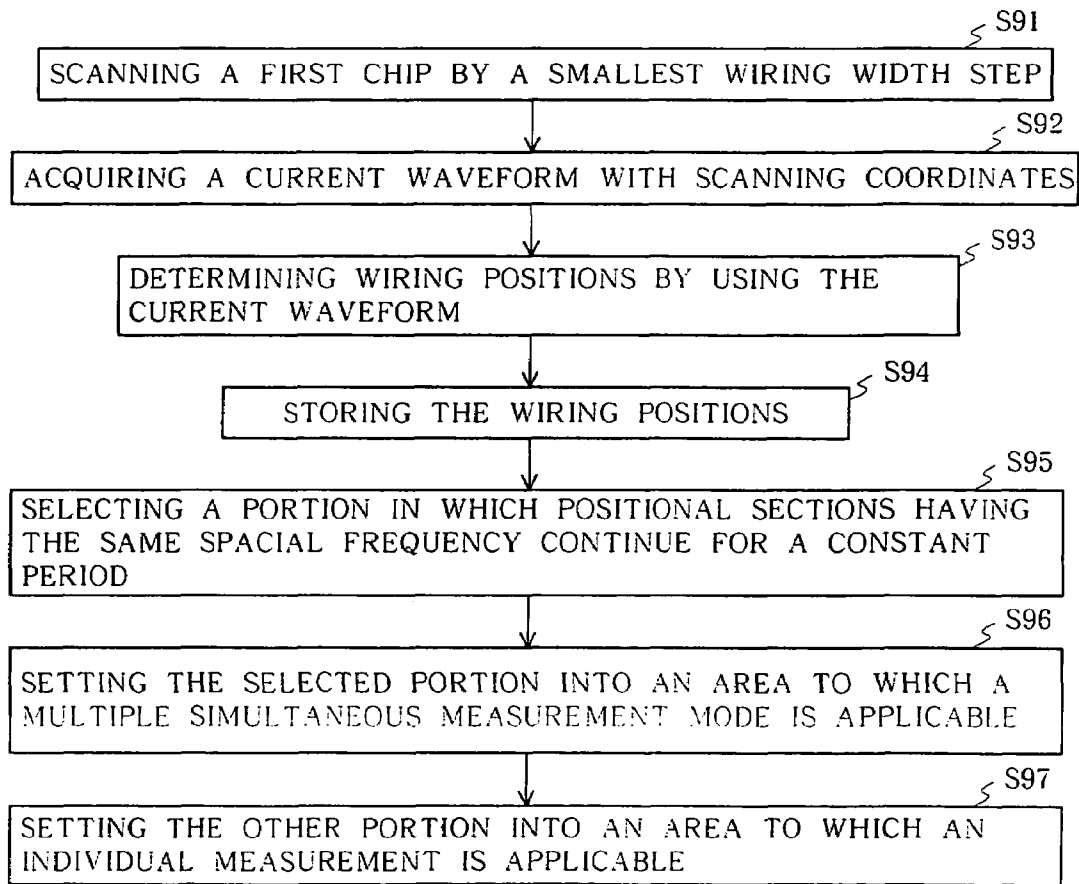 S91
SCANNING A FIRST CHIP BY A SMALLEST WIRING WIDTH STEP
S92
ACQUIRING A CURRENT WAVEFORM WITH SCANNING COORDINATES
S93
DETERMINING WIRING POSITIONS BY USING THE
CURRENT WAVEFORM
S94
STORING THE WIRING POSITIONS
S95
SELECTING A PORTION IN WHICH POSITIONAL SECTIONS HAVING
THE SAME SPACIAL FREQUENCY CONTINUE FOR A CONSTANT
PERIOD
S96
SETTING THE SELECTED PORTION INTO AN AREA TO WHICH A
MULTIPLE SIMULTANEOUS MEASUREMENT MODE IS APPLICABLE
S97
SETTING THE OTHER PORTION INTO AN AREA TO WHICH AN
INDIVIDUAL MEASUREMENT IS APPLICABLE